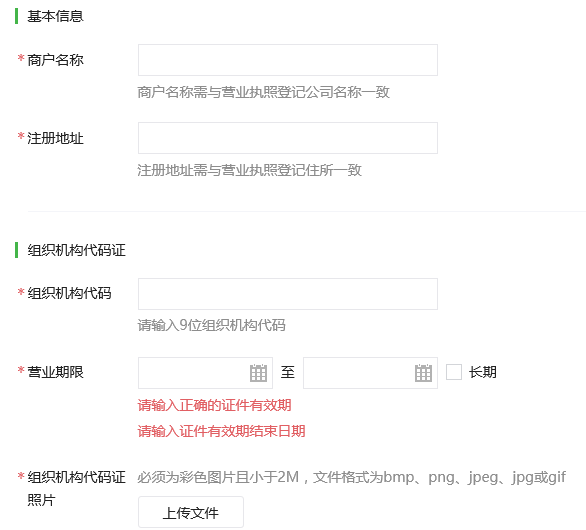 基本信息
*商户名称
商户名称需与营业执照登记公司名称一致
*注册地址
注册地址需与营业执照登记住所一致
组织机构代码证
*组织机构代码
请输入9位组织机构代码
*营业期限 至 长期
请输入正确的证件有效期
请输入证件有效期结束日期
*组织机构代码证 必须为彩色图片且小于2M，文件格式为bmp、png、jpeg、jpg或gif
照片
上传文件